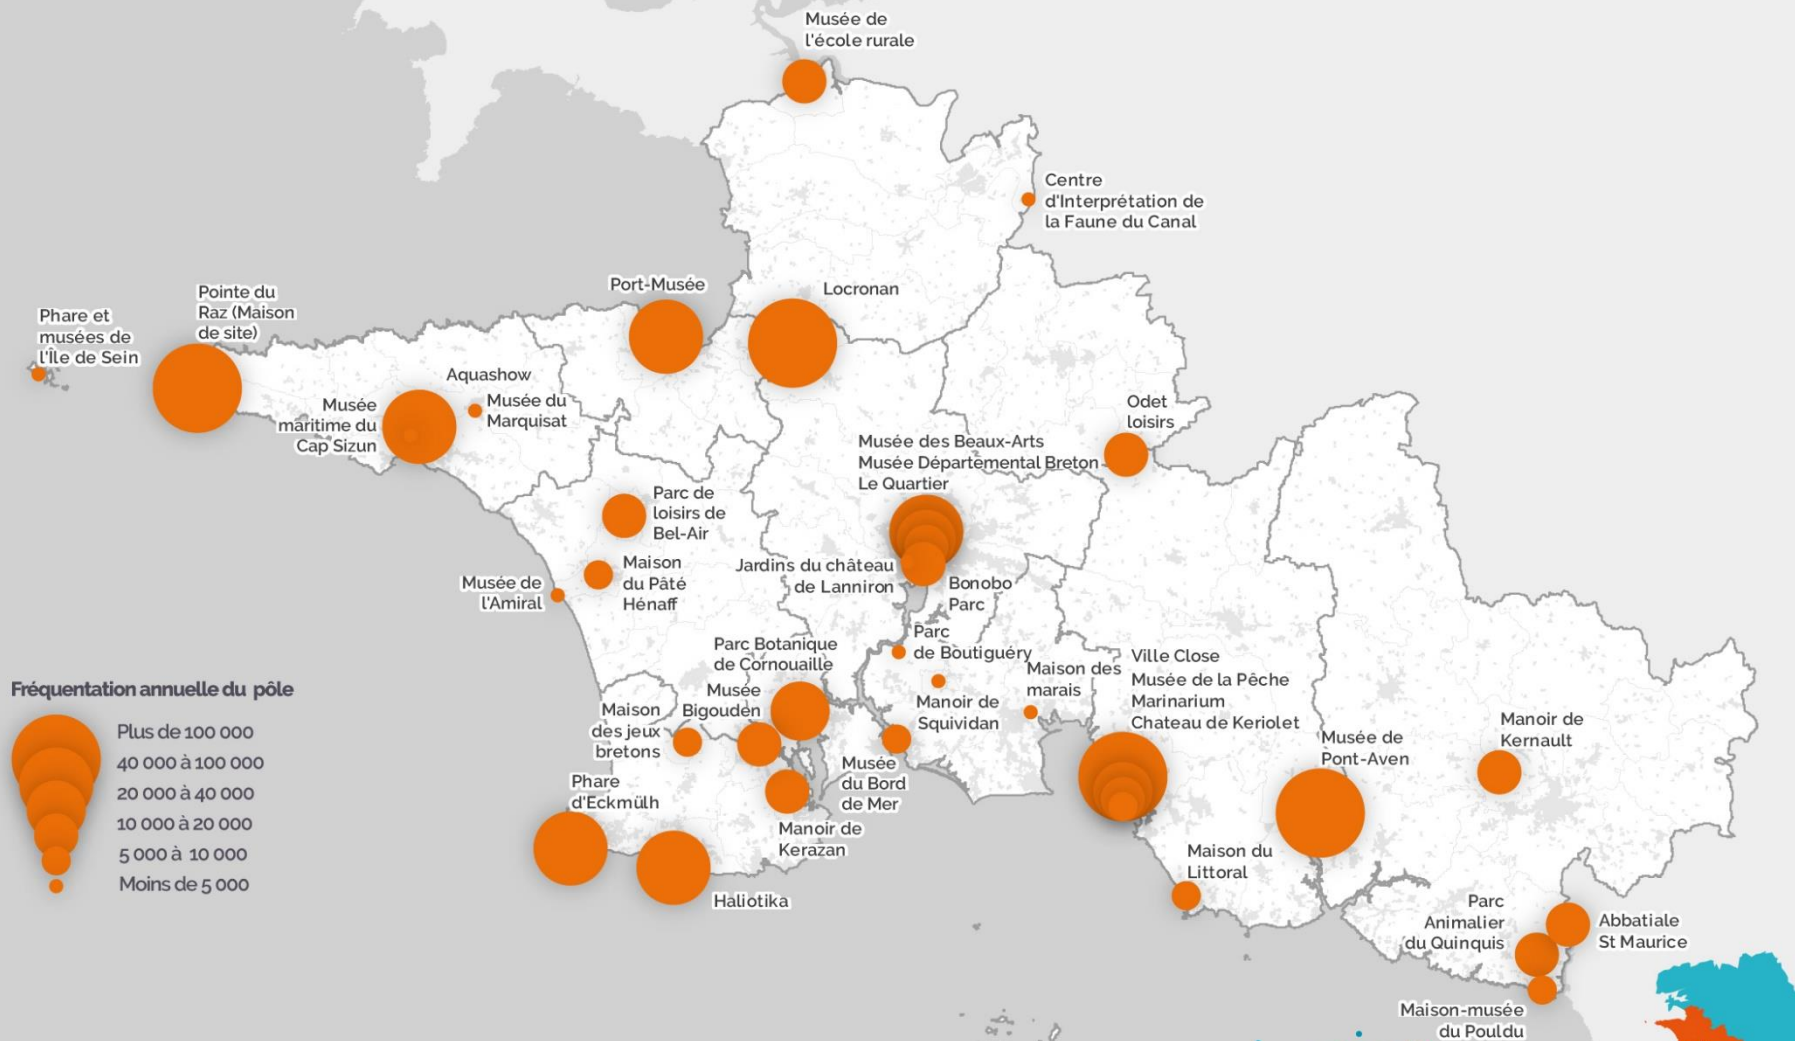 Musée de
l'école rurale
Centre
d'Interprétation de
la Faune du Canal
Port-Musée
Locronan
Pointe du
Raz (Maison
de site)
Phare et
musées de
l'Île de Sein
Aquashow
Musée du
Marquisat
Musée
maritime du
Cap Sizun
Odet
loisirs
Musée des Beaux-Arts
Musée Départemental Breton
Le Quartier
Parc de
loisirs de
Bel-Air
Maison
du Pâté
Hénaff
Musée de
l'Amiral
Jardins du château
de Lanniron
Bonobo
Parc
Parc
de Boutiguéry
Parc Botanique
de Cornouaille
Musée
Bigouden
Maison
des jeux
bretons
Manoir de
Squividan
Maison des
marais
Ville Close
Musée de la Pêche
Marinarium
Chateau de Keriolet
Musée de
Pont-Aven
Manoir de
Kernault
Musée
du Bord
de Mer
Phare
d'Eckmülh
Manoir de
Kerazan
Haliotika
Maison du
Littoral
Parc
Animalier
du Quinquis
Abbatiale
St Maurice
Maison-musée
du Pouldu
Fréquentation annuelle du pôle
Plus de 100 000
40 000 à 100 000
20 000 à 40 000
10 000 à 20 000
5 000 à 10 000
Moins de 5 000